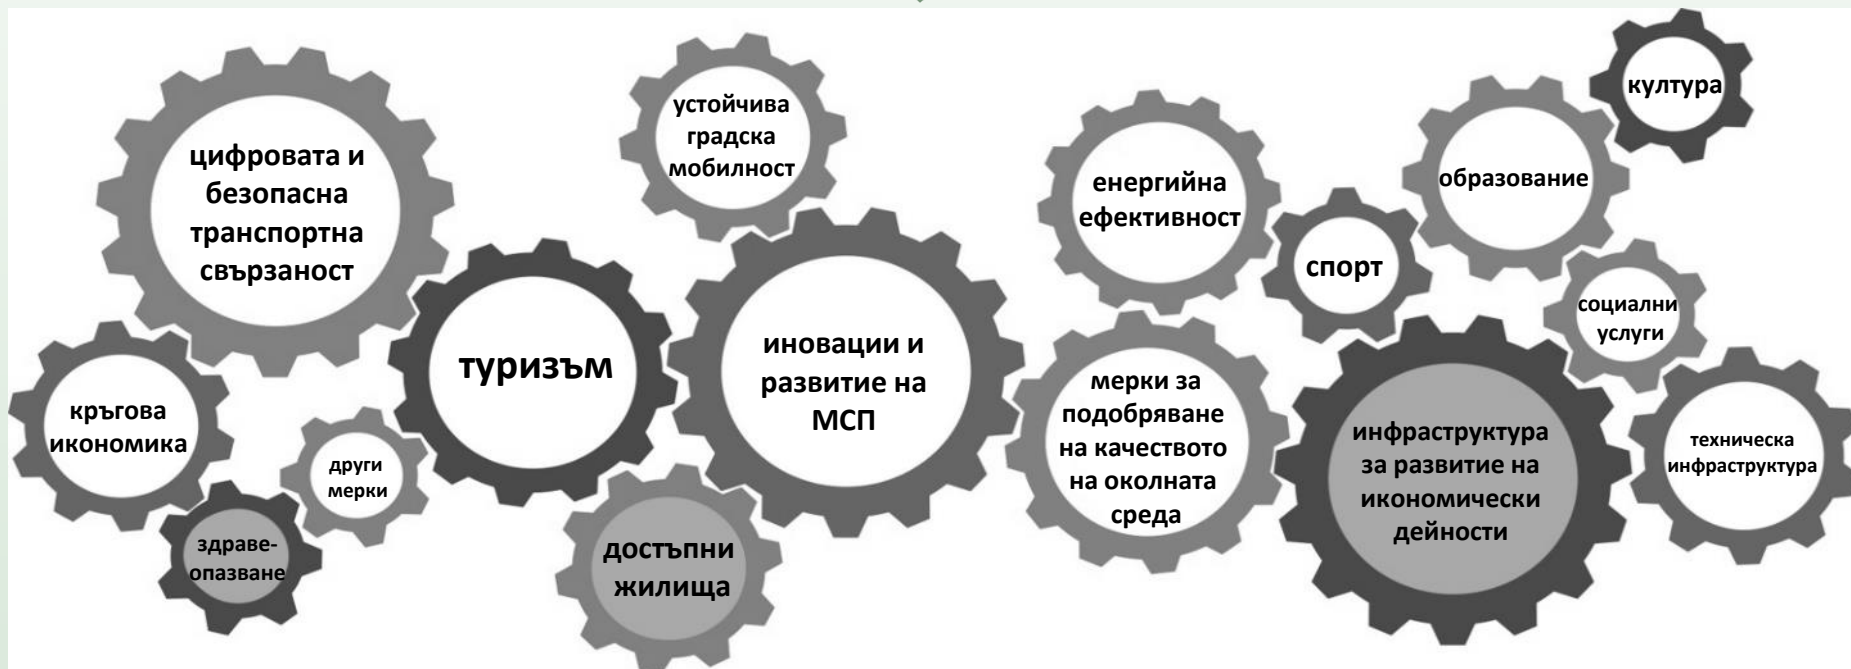 цифровата и
безопасна
транспортна
свързаност
устойчива
градска
мобилност
енергийна
ефективност
образование
култура
спорт
социални
услуги
туризъм
иновации и
развитие на
МСП
мерки за
подобряване
на качеството
на околната
среда
инфраструктура
за развитие на
икономически
дейности
техническа
инфраструктура
кръгова
икономика
други
мерки
здраве-
опазване
достъпни
жилища